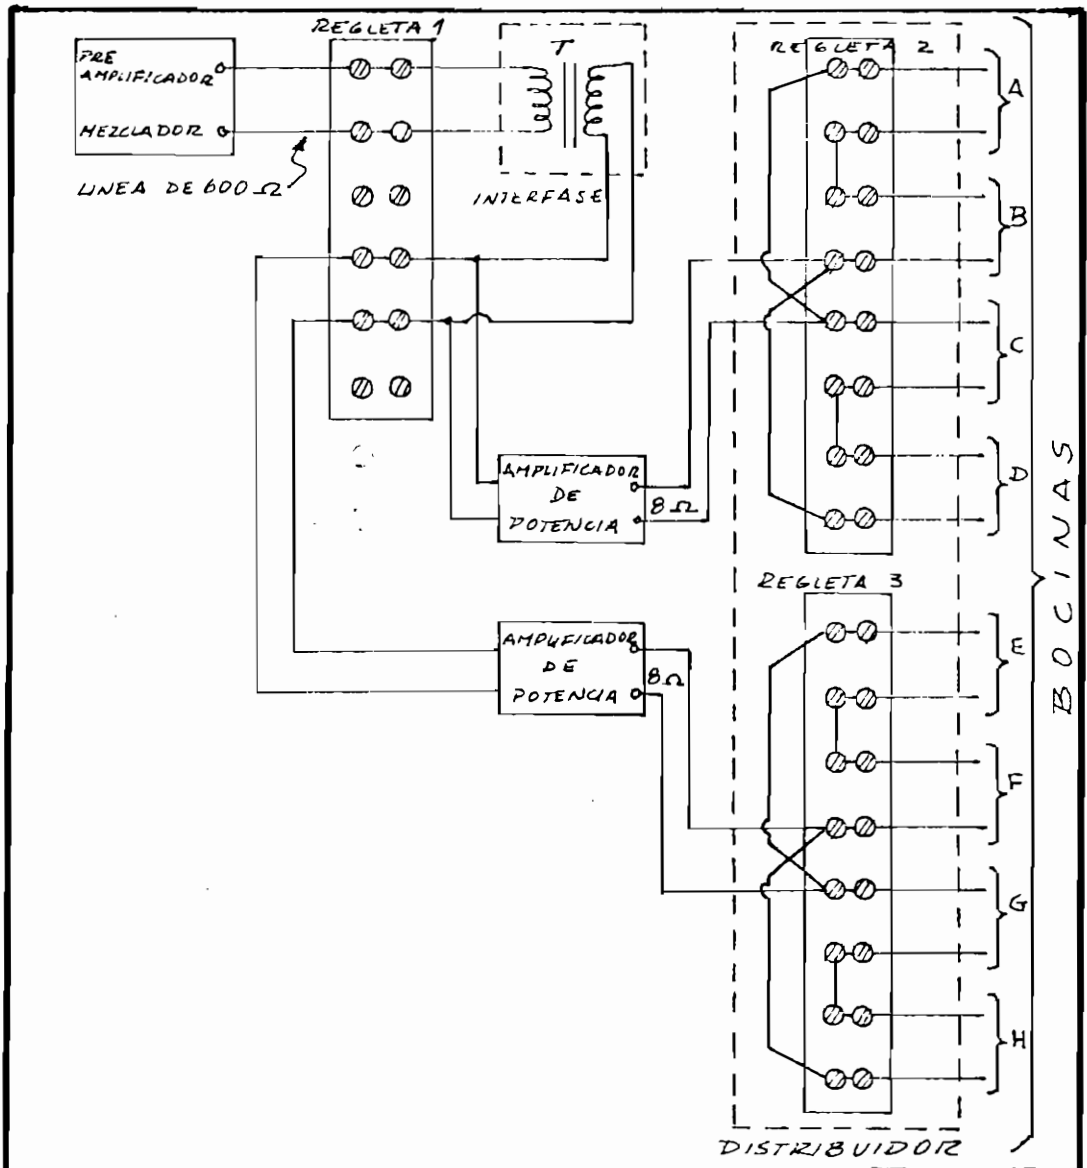 REGLETA 1
PRE
AMPLIFICADOR
MEZCLADOR
LINEA DE 600 Ω
T
INTERFASE
REGLETA 2
A
B
C
D
AMPLIFICADOR
DE
POTENCIA
8 Ω
REGLETA 3
AMPLIFICADOR
DE
POTENCIA
8 Ω
E
F
G
H
BOCINAS
DISTRIBUIDOR